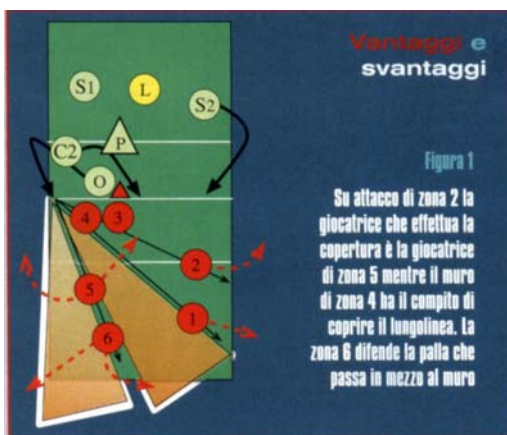 Vantaggi e
svantaggi
S1
L
S2
C2
P
O
4
3
2
5
1
6
Figura 1
Su attacco di zona 2 la
giocatrice che effettua la
copertura è la giocatrice
di zona 5 mentre il muro
di zona 4 ha il compito di
coprire il lungolinea. La
zona 6 difende la palla che
passa in mezzo al muro